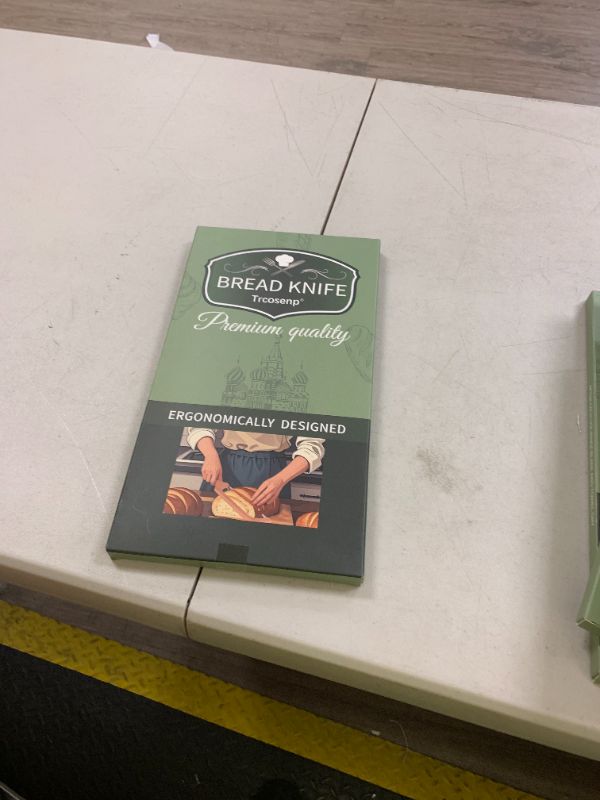 BREAD KNIFE
Trcosenp®
Premium quality
ERGONOMICALLY DESIGNED